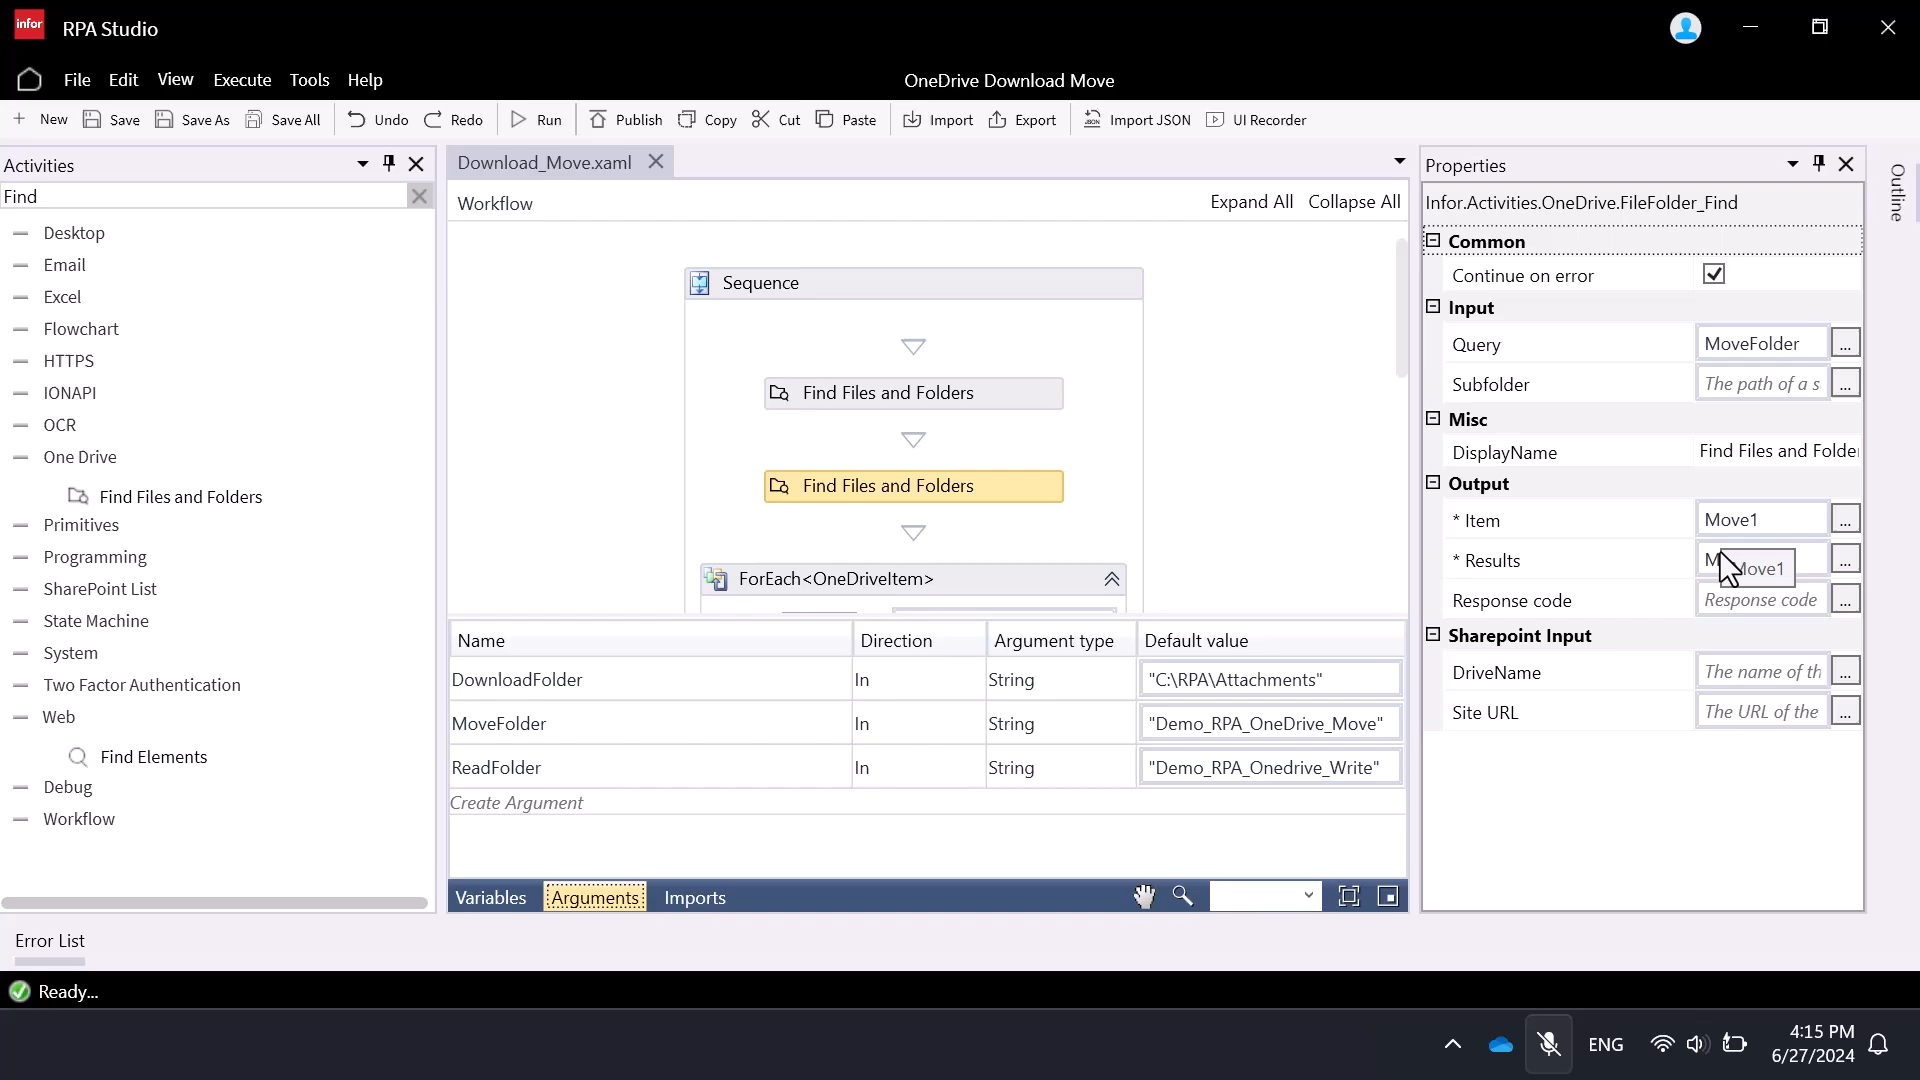 infor
RPA Studio
File Edit View Execute Tools Help
OneDrive Download Move
New Save Save As Save All Undo Redo Run Publish Copy Cut Paste Import Export Import JSON UI Recorder
Activities
Find
Desktop
Email
Excel
Flowchart
HTTPS
IONAPI
OCR
One Drive
Find Files and Folders
Primitives
Programming
SharePoint List
State Machine
System
Two Factor Authentication
Web
Find Elements
Debug
Workflow
Download_Move.xaml
Workflow
Expand All Collapse All
Sequence
Find Files and Folders
Find Files and Folders
ForEach<OneDriveItem>
Name Direction Argument type Default value
DownloadFolder In String "C:\RPA\Attachments"
MoveFolder In String "Demo_RPA_OneDrive_Move"
ReadFolder In String "Demo_RPA_Onedrive_Write"
Create Argument
Variables Arguments Imports
Properties
Infor.Activities.OneDrive.FileFolder_Find
Common
Continue on error
Input
Query MoveFolder ...
Subfolder The path of a s ...
Misc
DisplayName Find Files and Folder
Output
* Item Move1 ...
* Results M ...
Move1
Response code Response code ...
Sharepoint Input
DriveName The name of th ...
Site URL The URL of the ...
Outline
Error List
Ready...
ENG
4:15 PM
6/27/2024